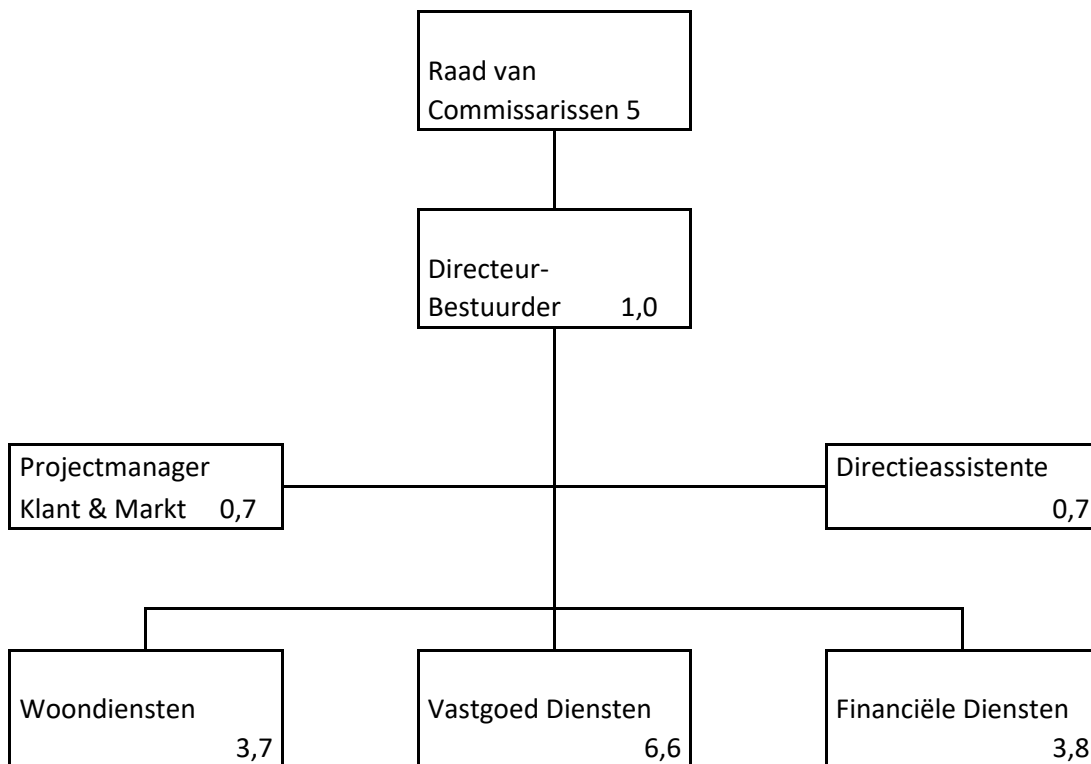 Raad van
Commissarissen 5
Directeur-
Bestuurder 1,0
Projectmanager
Klant & Markt 0,7
Directieassistente
0,7
Woondiensten
3,7
Vastgoed Diensten
6,6
Financiële Diensten
3,8